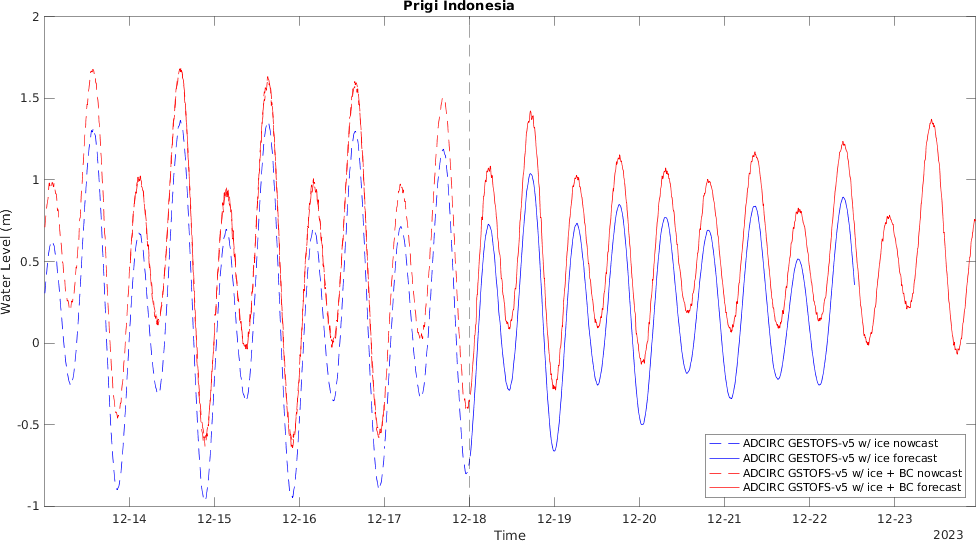 Prigi Indonesia
2
1.5
1
0.5
0
-0.5
-1
Water Level (m)
12-14 12-15 12-16 12-17 12-18 12-19 12-20 12-21 12-22 12-23
Time
2023
ADCIRC GESTOFS-v5 w/ ice nowcast
ADCIRC GESTOFS-v5 w/ ice forecast
ADCIRC GSTOFS-v5 w/ ice + BC nowcast
ADCIRC GSTOFS-v5 w/ ice + BC forecast